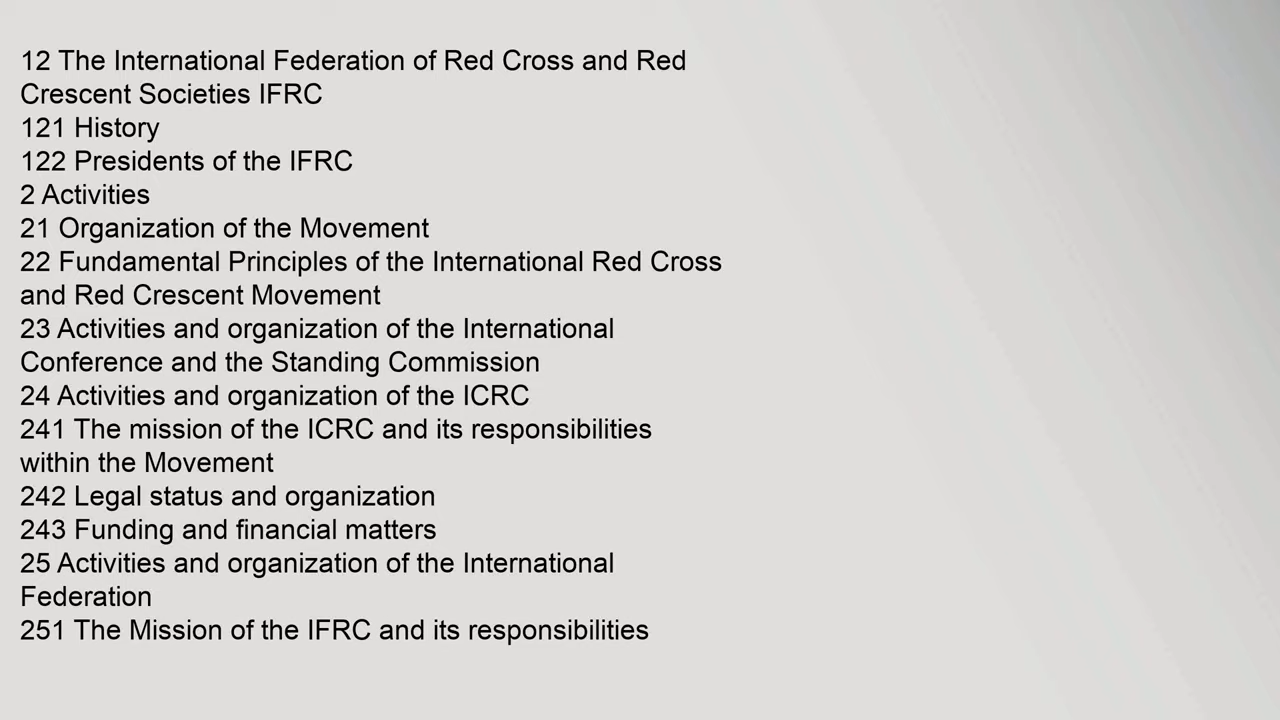 12 The International Federation of Red Cross and Red
Crescent Societies IFRC
121 History
122 Presidents of the IFRC
2 Activities
21 Organization of the Movement
22 Fundamental Principles of the International Red Cross
and Red Crescent Movement
23 Activities and organization of the International
Conference and the Standing Commission
24 Activities and organization of the ICRC
241 The mission of the ICRC and its responsibilities
within the Movement
242 Legal status and organization
243 Funding and financial matters
25 Activities and organization of the International
Federation
251 The Mission of the IFRC and its responsibilities